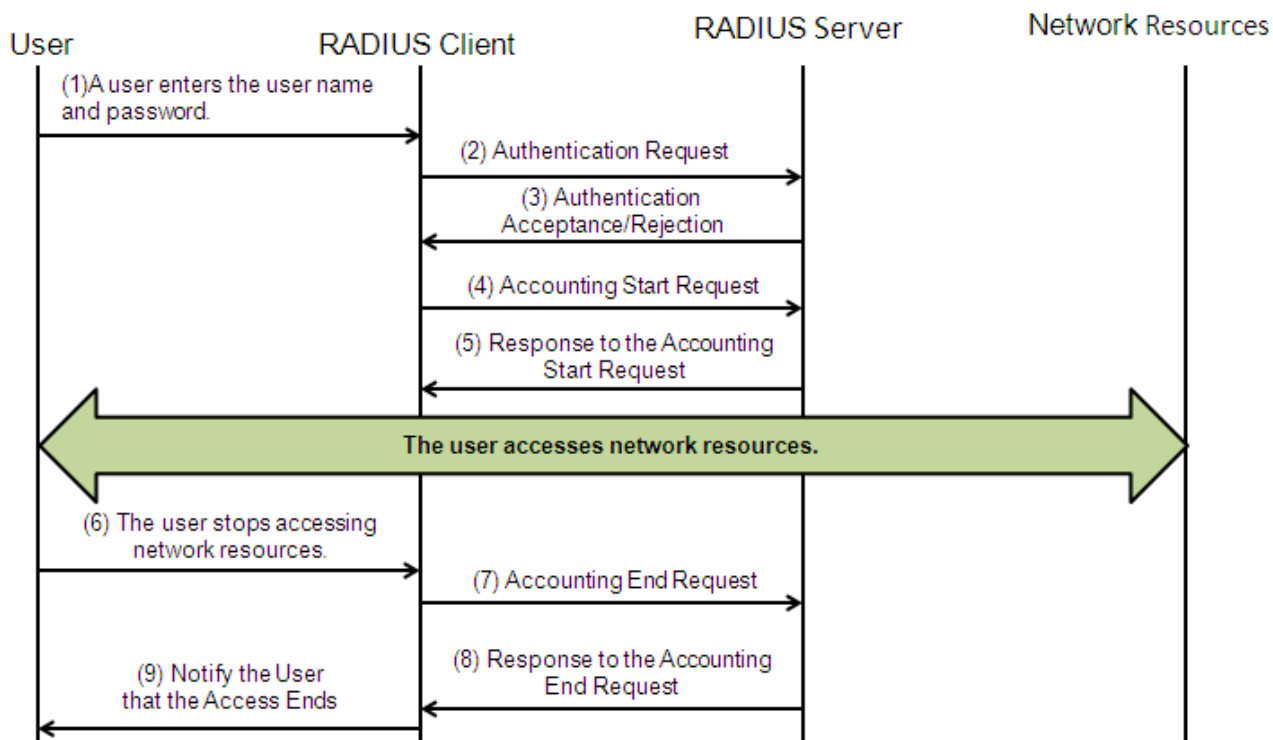 User
RADIUS Client
RADIUS Server
Network Resources
(1)A user enters the user name
and password.
(2) Authentication Request
(3) Authentication
Acceptance/Rejection
(4) Accounting Start Request
(5) Response to the Accounting
Start Request
The user accesses network resources.
(6) The user stops accessing
network resources.
(7) Accounting End Request
(8) Response to the Accounting
End Request
(9) Notify the User
that the Access Ends